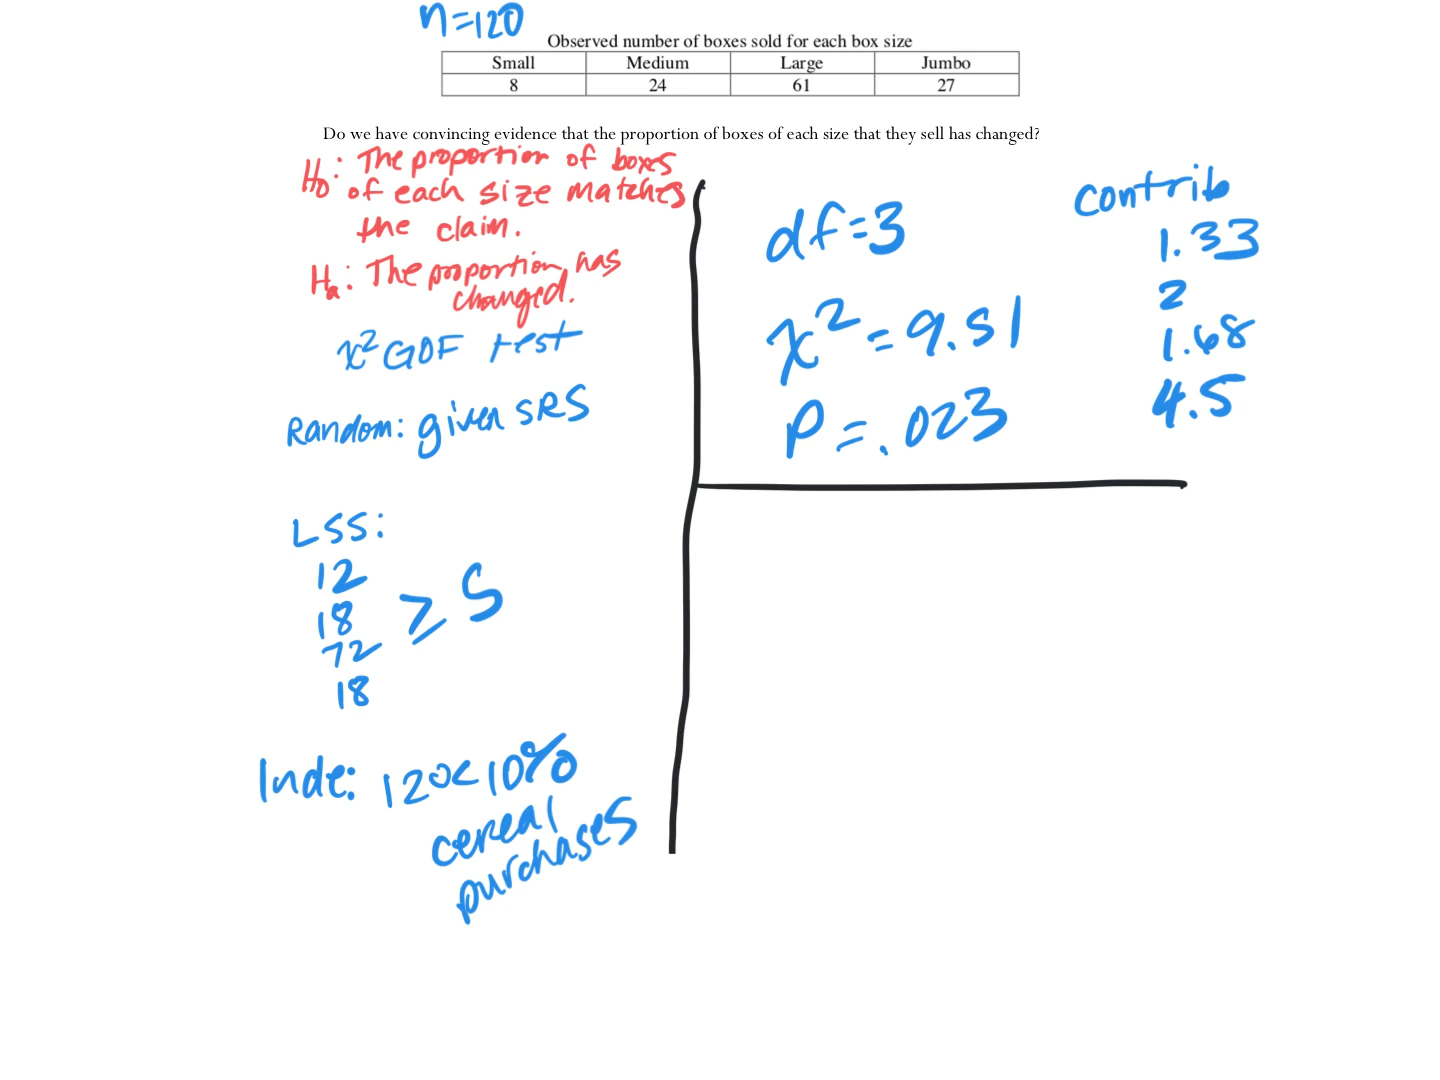 n=120
Observed number of boxes sold for each box size
Small Medium Large Jumbo
8 24 61 27
Do we have convincing evidence that the proportion of boxes of each size that they sell has changed?
H₀: The proportion of boxes
of each size matches
the claim.
Hₐ: The proportion has
changed.
χ² GOF test
Random: given SRS
LSS:
12
18
72
18
≥ 5
Inde: 120<10%
cereal
purchases
df=3
χ²=9.51
P=.023
contrib
1.33
2
1.68
4.5